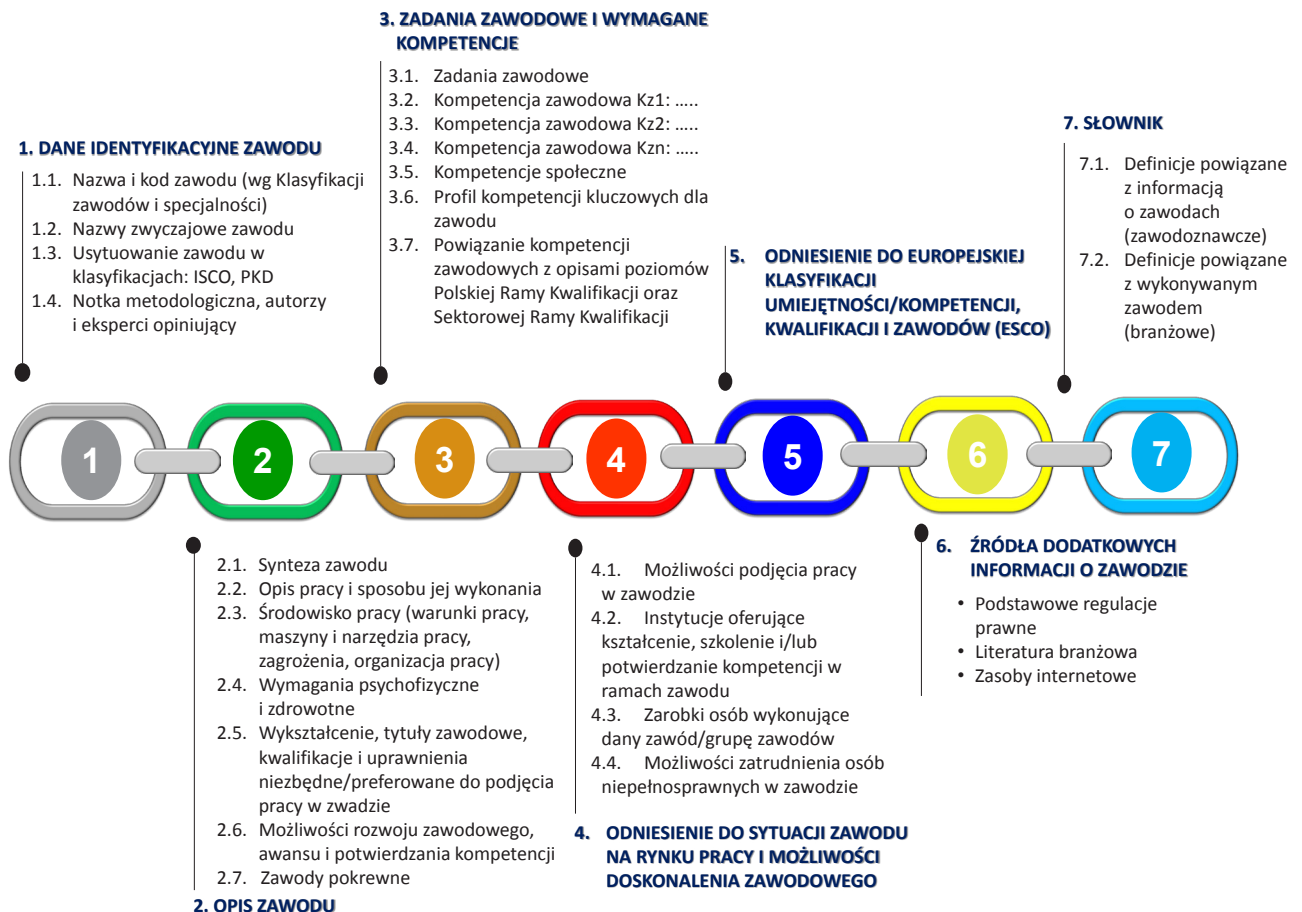 1. DANE IDENTYFIKACYJNE ZAWODU
1.1. Nazwa i kod zawodu (wg Klasyfikacji
zawodów i specjalności)
1.2. Nazwy zwyczajowe zawodu
1.3. Usytuowanie zawodu w
klasyfikacjach: ISCO, PKD
1.4. Notka metodologiczna, autorzy
i eksperci opiniujący
3. ZADANIA ZAWODOWE I WYMAGANE
KOMPETENCJE
3.1. Zadania zawodowe
3.2. Kompetencja zawodowa Kz1: .....
3.3. Kompetencja zawodowa Kz2: .....
3.4. Kompetencja zawodowa Kzn: .....
3.5. Kompetencje społeczne
3.6. Profil kompetencji kluczowych dla
zawodu
3.7. Powiązanie kompetencji
zawodowych z opisami poziomów
Polskiej Ramy Kwalifikacji oraz
Sektorowej Ramy Kwalifikacji
5. ODNIESIENIE DO EUROPEJSKIEJ
KLASYFIKACJI
UMIEJĘTNOŚCI/KOMPETENCJI,
KWALIFIKACJI I ZAWODÓW (ESCO)
7. SŁOWNIK
7.1. Definicje powiązane
z informacją
o zawodach
(zawodoznawcze)
7.2. Definicje powiązane
z wykonywanym
zawodem
(branżowe)
1
2
3
4
5
6
7
2.1. Synteza zawodu
2.2. Opis pracy i sposobu jej wykonania
2.3. Środowisko pracy (warunki pracy,
maszyny i narzędzia pracy,
zagrożenia, organizacja pracy)
2.4. Wymagania psychofizyczne
i zdrowotne
2.5. Wykształcenie, tytuły zawodowe,
kwalifikacje i uprawnienia
niezbędne/preferowane do podjęcia
pracy w zwadzie
2.6. Możliwości rozwoju zawodowego,
awansu i potwierdzania kompetencji
2.7. Zawody pokrewne
2. OPIS ZAWODU
4.1. Możliwości podjęcia pracy
w zawodzie
4.2. Instytucje oferujące
kształcenie, szkolenie i/lub
potwierdzanie kompetencji w
ramach zawodu
4.3. Zarobki osób wykonujące
dany zawód/grupę zawodów
4.4. Możliwości zatrudnienia osób
niepełnosprawnych w zawodzie
4. ODNIESIENIE DO SYTUACJI ZAWODU
NA RYNKU PRACY I MOŻLIWOŚCI
DOSKONALENIA ZAWODOWEGO
6. ŹRÓDŁA DODATKOWYCH
INFORMACJI O ZAWODZIE
• Podstawowe regulacje
prawne
• Literatura branżowa
• Zasoby internetowe